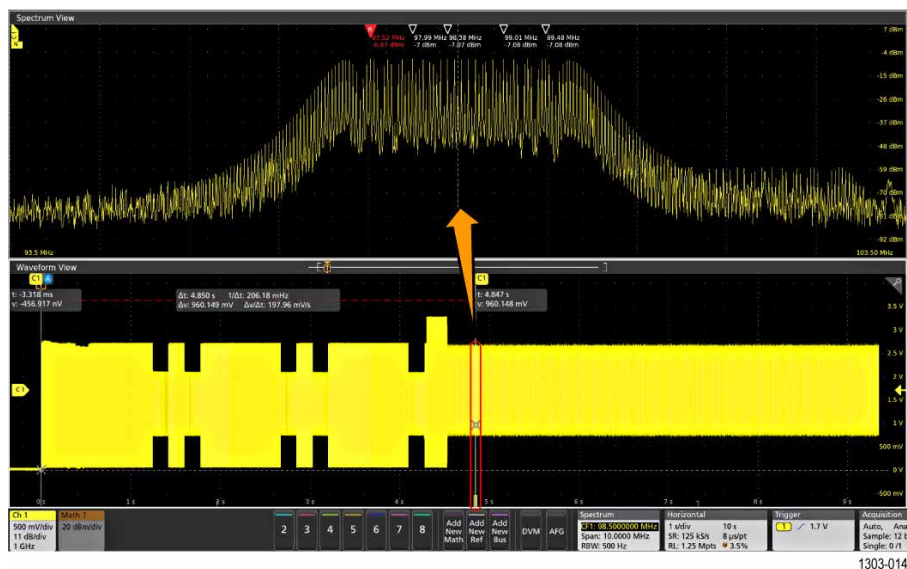 Spectrum View
97.52 MHz 97.99 MHz 98.38 MHz 99.01 MHz 99.48 MHz
-6.97 dBm -7 dBm -7.07 dBm -7.08 dBm -7.08 dBm
7 dBm
-4 dBm
-15 dBm
-26 dBm
-37 dBm
-48 dBm
-59 dBm
-70 dBm
-81 dBm
-92 dBm
93.5 MHz 103.50 MHz
Waveform View
C1 A C1
t: -3.318 ms Δt: 4.850 s 1/Δt: 206.18 mHz t: 4.847 s
v: -456.917 nV Δv: 960.149 mV Δv/Δt: 197.96 mV/s v: 960.148 mV
3.5 V
3 V
2.5 V
2 V
C1
1.5 V
1 V
500 mV
0 V
-500 mV
0 s 1 s 2 s 3 s 4 s 5 s 6 s 7 s 8 s 9 s
Ch 1 Math 1 2 3 4 5 6 7 8 Add New Math Add New Ref Add New Bus DVM AFG Spectrum Horizontal Trigger Acquisition
500 mV/div 20 dBm/div CF1: 98.5000000 MHz 1 s/div 10 s 1 1.7 V Auto, Ana
11 dB/div Span: 10.0000 MHz SR: 125 kS/s 8 µs/pt Sample: 12 b
1 GHz RBW: 500 Hz RL: 1.25 Mpts 3.5% Single: 0 /1
1303-014